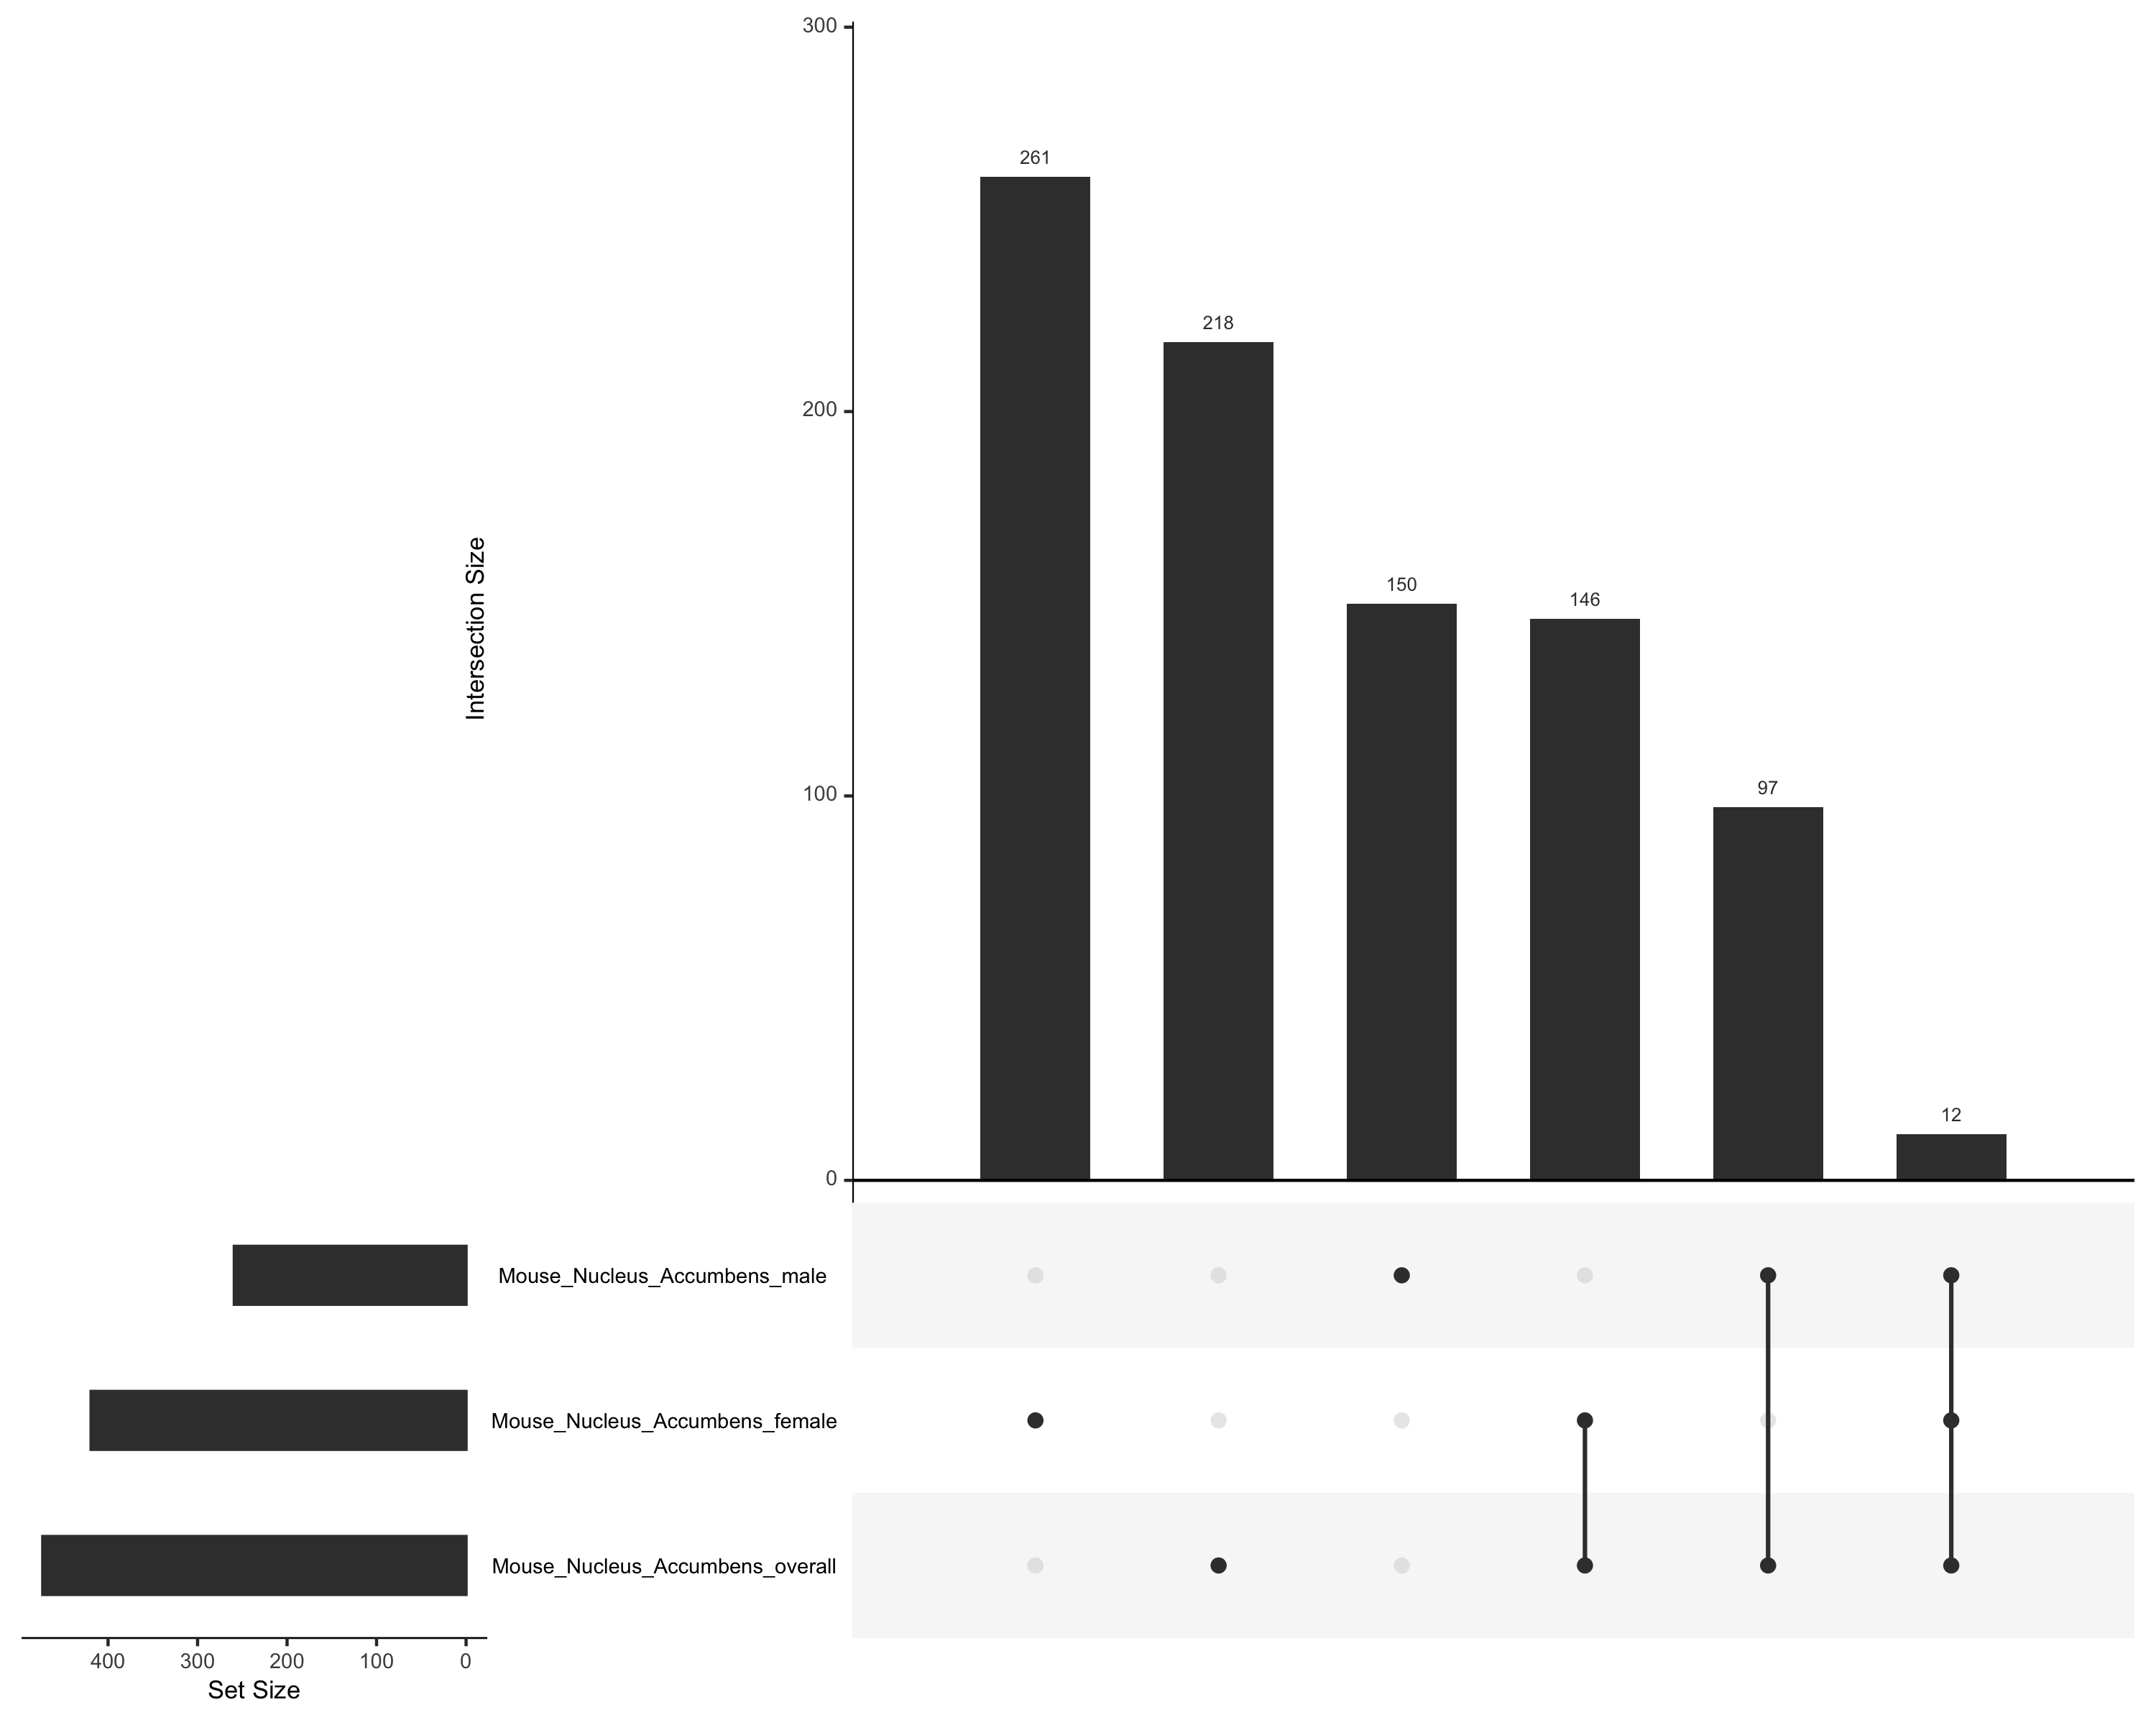 300
261
218
200
Intersection Size
150
146
100
97
12
0
Mouse_Nucleus_Accumbens_male
Mouse_Nucleus_Accumbens_female
Mouse_Nucleus_Accumbens_overall
400 300 200 100 0
Set Size